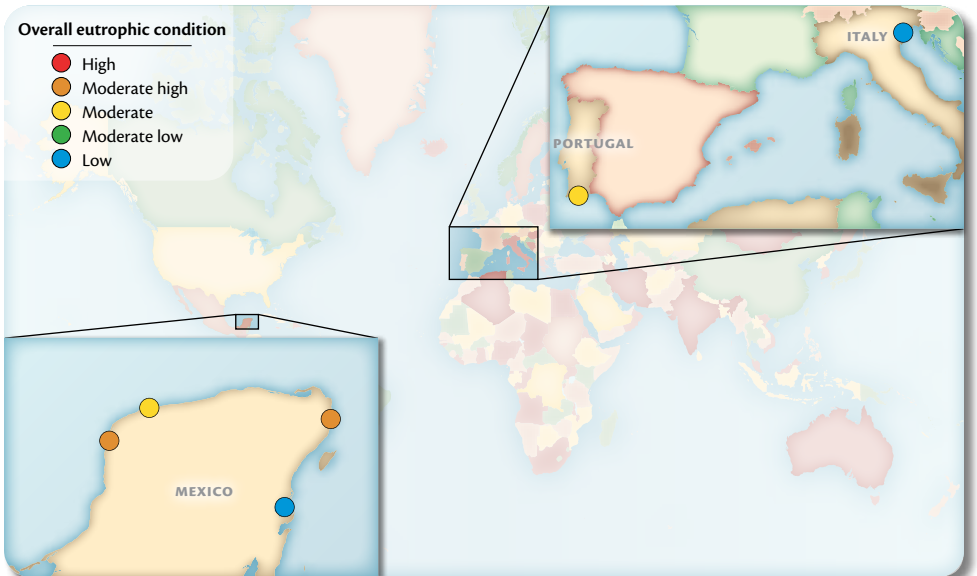 Overall eutrophic condition
High
Moderate high
Moderate
Moderate low
Low
ITALY
PORTUGAL
MEXICO